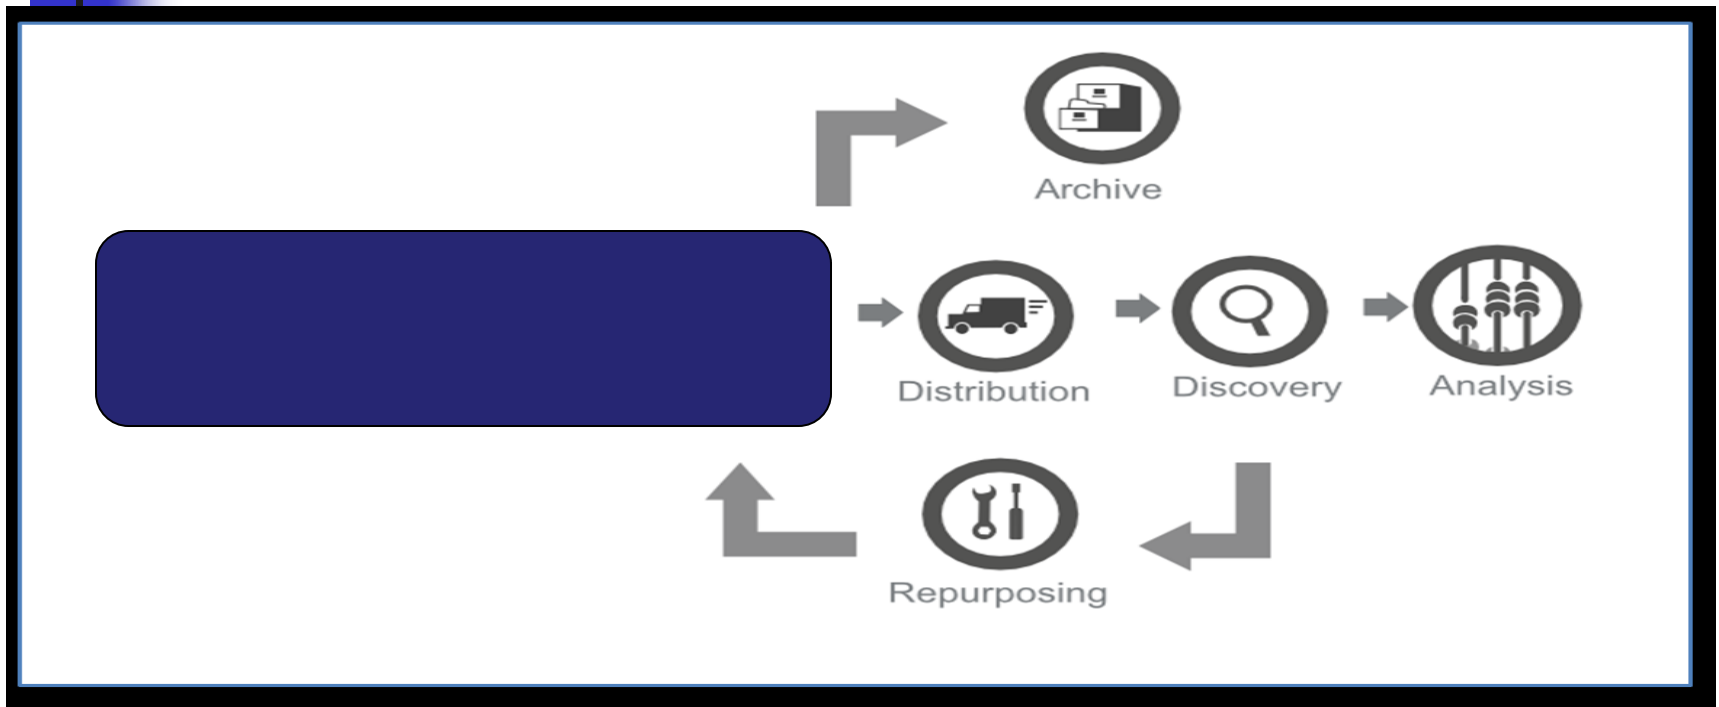 Archive
Distribution
Discovery
Analysis
Repurposing